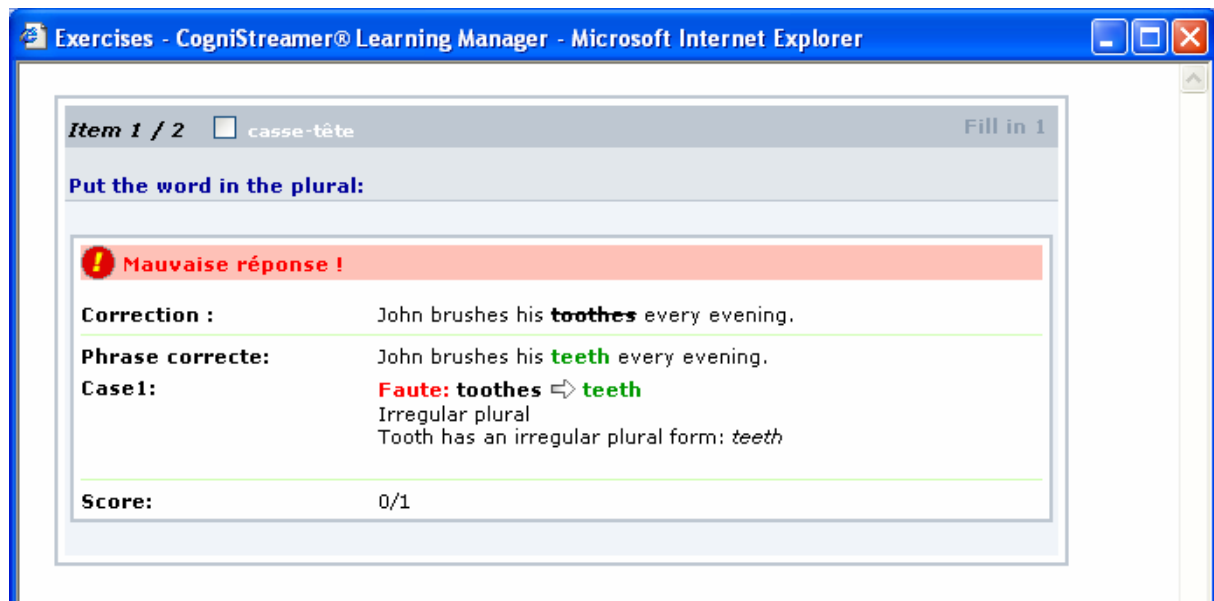 Exercises - CogniStreamer® Learning Manager - Microsoft Internet Explorer
Item 1 / 2 casse-tête Fill in 1
Put the word in the plural:
Mauvaise réponse !
Correction : John brushes his toothes every evening.
Phrase correcte: John brushes his teeth every evening.
Case1: Faute: toothes ⇨ teeth
Irregular plural
Tooth has an irregular plural form: teeth
Score: 0/1